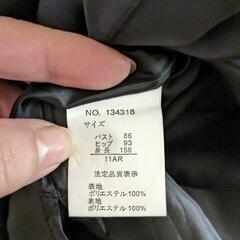 NO. 134318
サイズ
バスト 86
ヒップ 93
身長 158
11AR
法定品質表示
表地
ポリエステル100%
裏地
ポリエステル100%